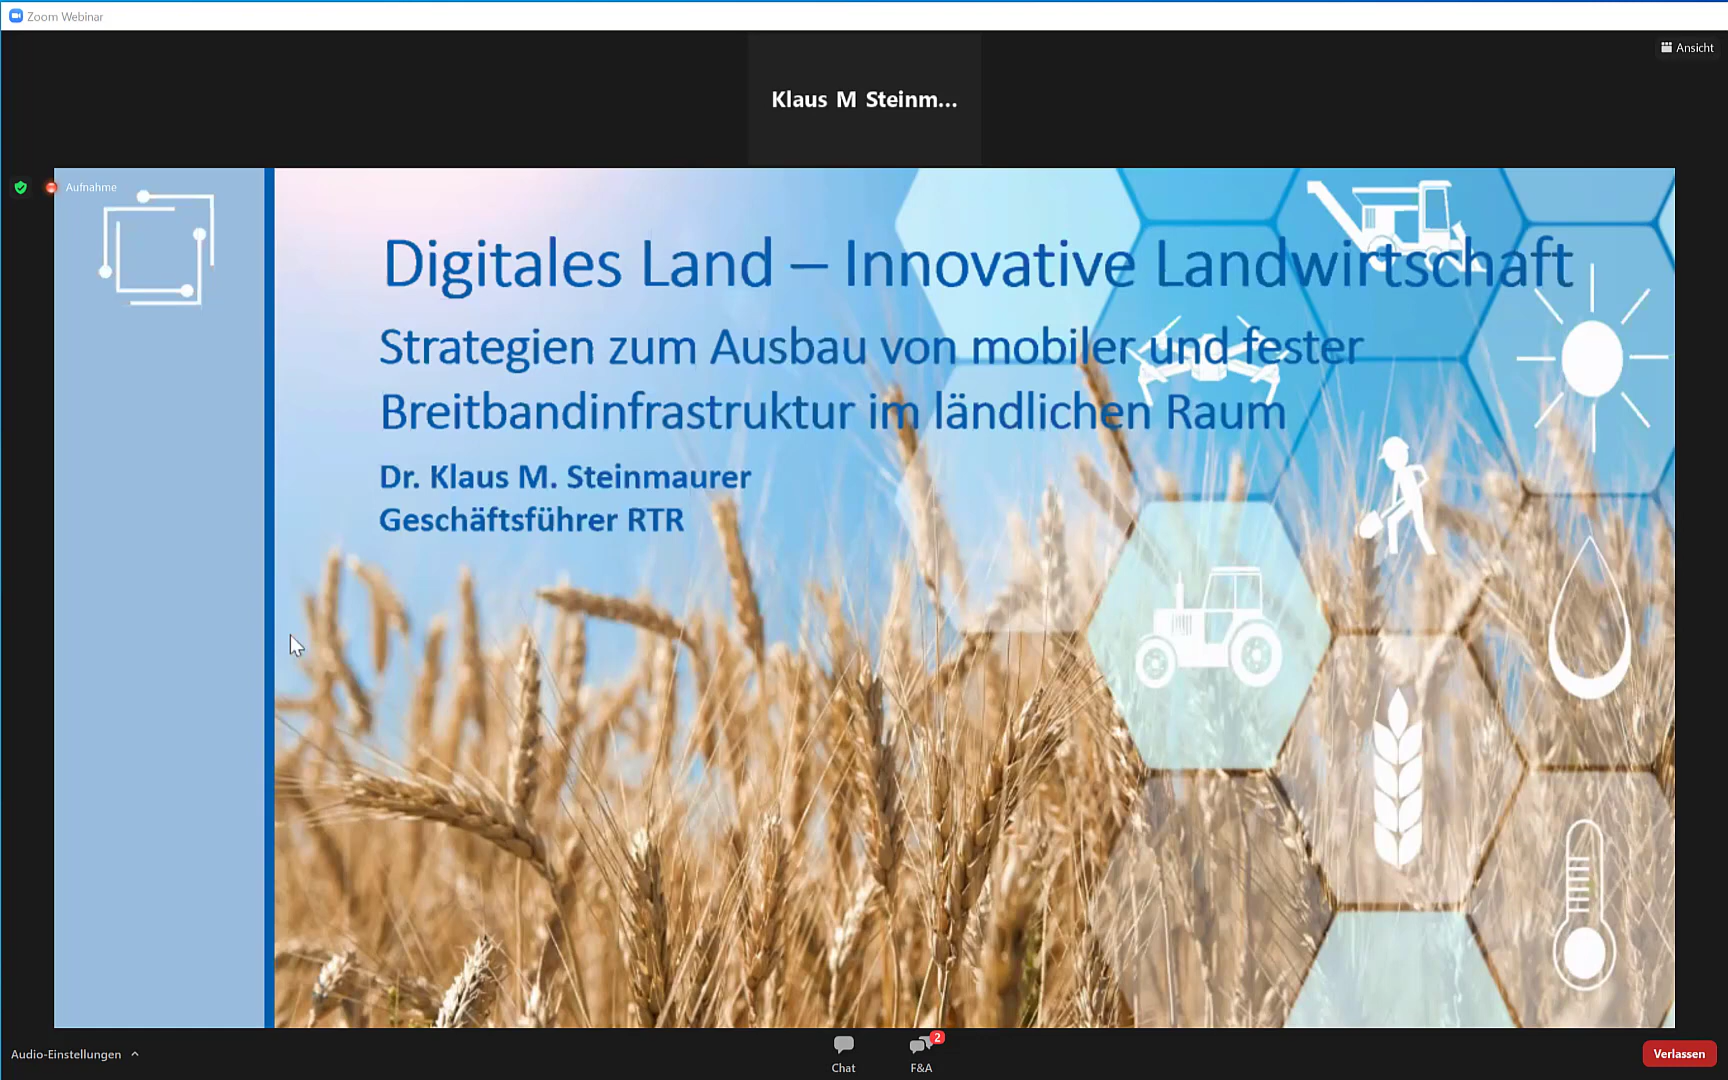 Zoom Webinar
Ansicht
Klaus M Steinm...
Aufnahme
Digitales Land – Innovative Landwirtschaft
Strategien zum Ausbau von mobiler und fester
Breitbandinfrastruktur im ländlichen Raum
Dr. Klaus M. Steinmaurer
Geschäftsführer RTR
Audio-Einstellungen
Chat
2
F&A
Verlassen